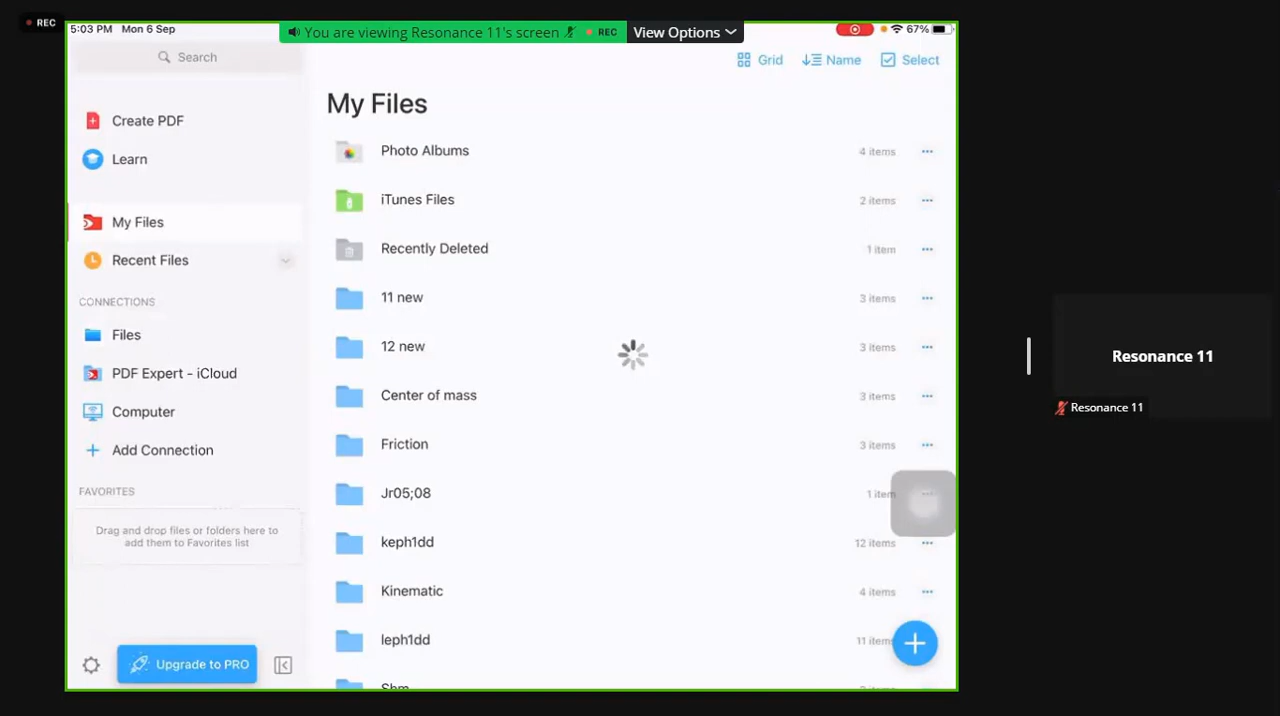 REC
5:03 PM Mon 6 Sep
You are viewing Resonance 11's screen
REC
View Options
67%
Search
Create PDF
Learn
My Files
Recent Files
CONNECTIONS
Files
PDF Expert - iCloud
Computer
Add Connection
FAVORITES
Drag and drop files or folders here to
add them to Favorites list
Upgrade to PRO
Grid
Name
Select
My Files
Photo Albums 4 items
iTunes Files 2 items
Recently Deleted 1 item
11 new 3 items
12 new 3 items
Center of mass 3 items
Friction 3 items
Jr05;08 1 item
keph1dd 12 items
Kinematic 4 items
leph1dd 11 items
Shm
Resonance 11
Resonance 11